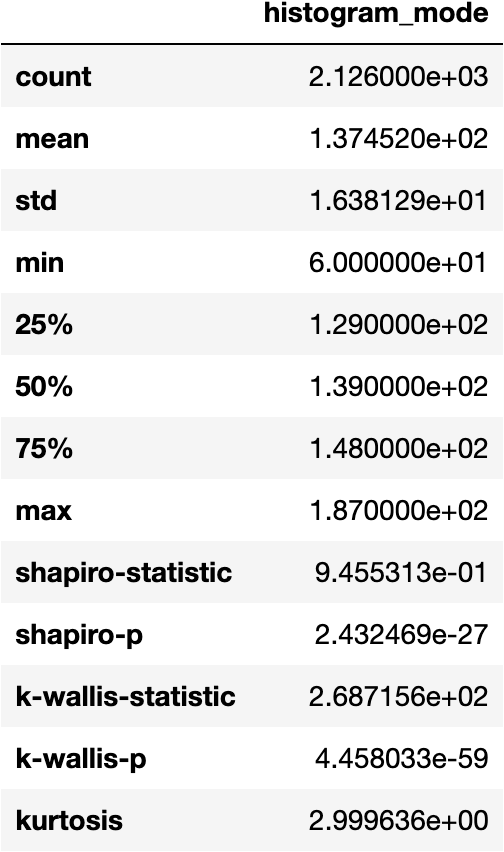 histogram_mode
count 2.126000e+03
mean 1.374520e+02
std 1.638129e+01
min 6.000000e+01
25% 1.290000e+02
50% 1.390000e+02
75% 1.480000e+02
max 1.870000e+02
shapiro-statistic 9.455313e-01
shapiro-p 2.432469e-27
k-wallis-statistic 2.687156e+02
k-wallis-p 4.458033e-59
kurtosis 2.999636e+00